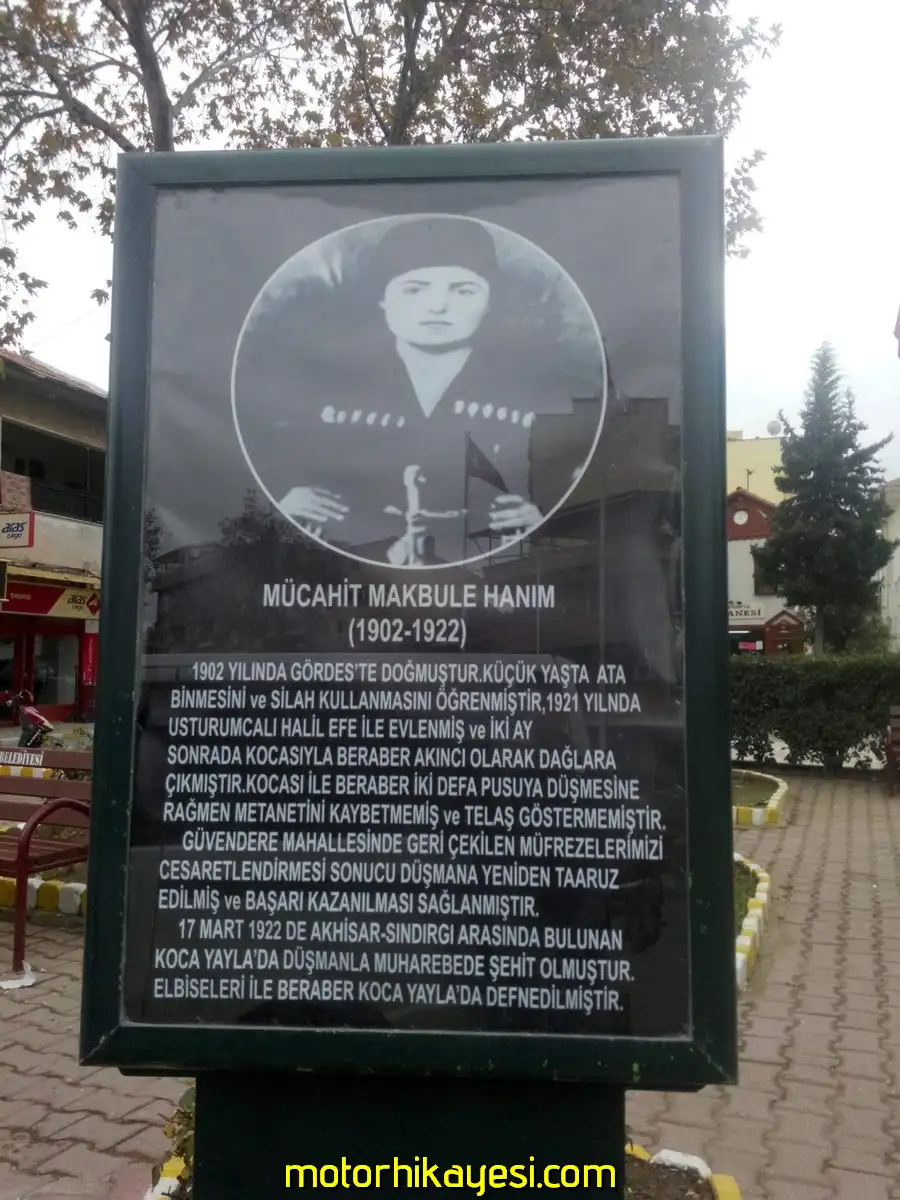 MÜCAHİT MAKBULE HANIM
(1902-1922)
1902 YILINDA GÖRDES'TE DOĞMUŞTUR.KÜÇÜK YAŞTA ATA
BİNMESİNİ ve SİLAH KULLANMASINI ÖĞRENMİŞTİR,1921 YILNDA
USTURUMCALI HALİL EFE İLE EVLENMİŞ ve İKİ AY
SONRADA KOCASIYLA BERABER AKINCI OLARAK DAĞLARA
ÇIKMIŞTIR.KOCASI İLE BERABER İKİ DEFA PUSUYA DÜŞMESİNE
RAĞMEN METANETİNİ KAYBETMEMİŞ ve TELAŞ GÖSTERMEMİŞTİR.
GÜVENDERE MAHALLESİNDE GERİ ÇEKİLEN MÜFREZELERİMİZİ
CESARETLENDİRMESİ SONUCU DÜŞMANA YENİDEN TAARUZ
EDİLMİŞ ve BAŞARI KAZANILMASI SAĞLANMIŞTIR.
17 MART 1922 DE AKHİSAR-SINDIRGI ARASINDA BULUNAN
KOCA YAYLA'DA DÜŞMANLA MUHAREBEDE ŞEHİT OLMUŞTUR.
ELBİSELERİ İLE BERABER KOCA YAYLA'DA DEFNEDİLMİŞTİR.
aras
cargo
aras
BELEDİYESİ
motorhikayesi.com